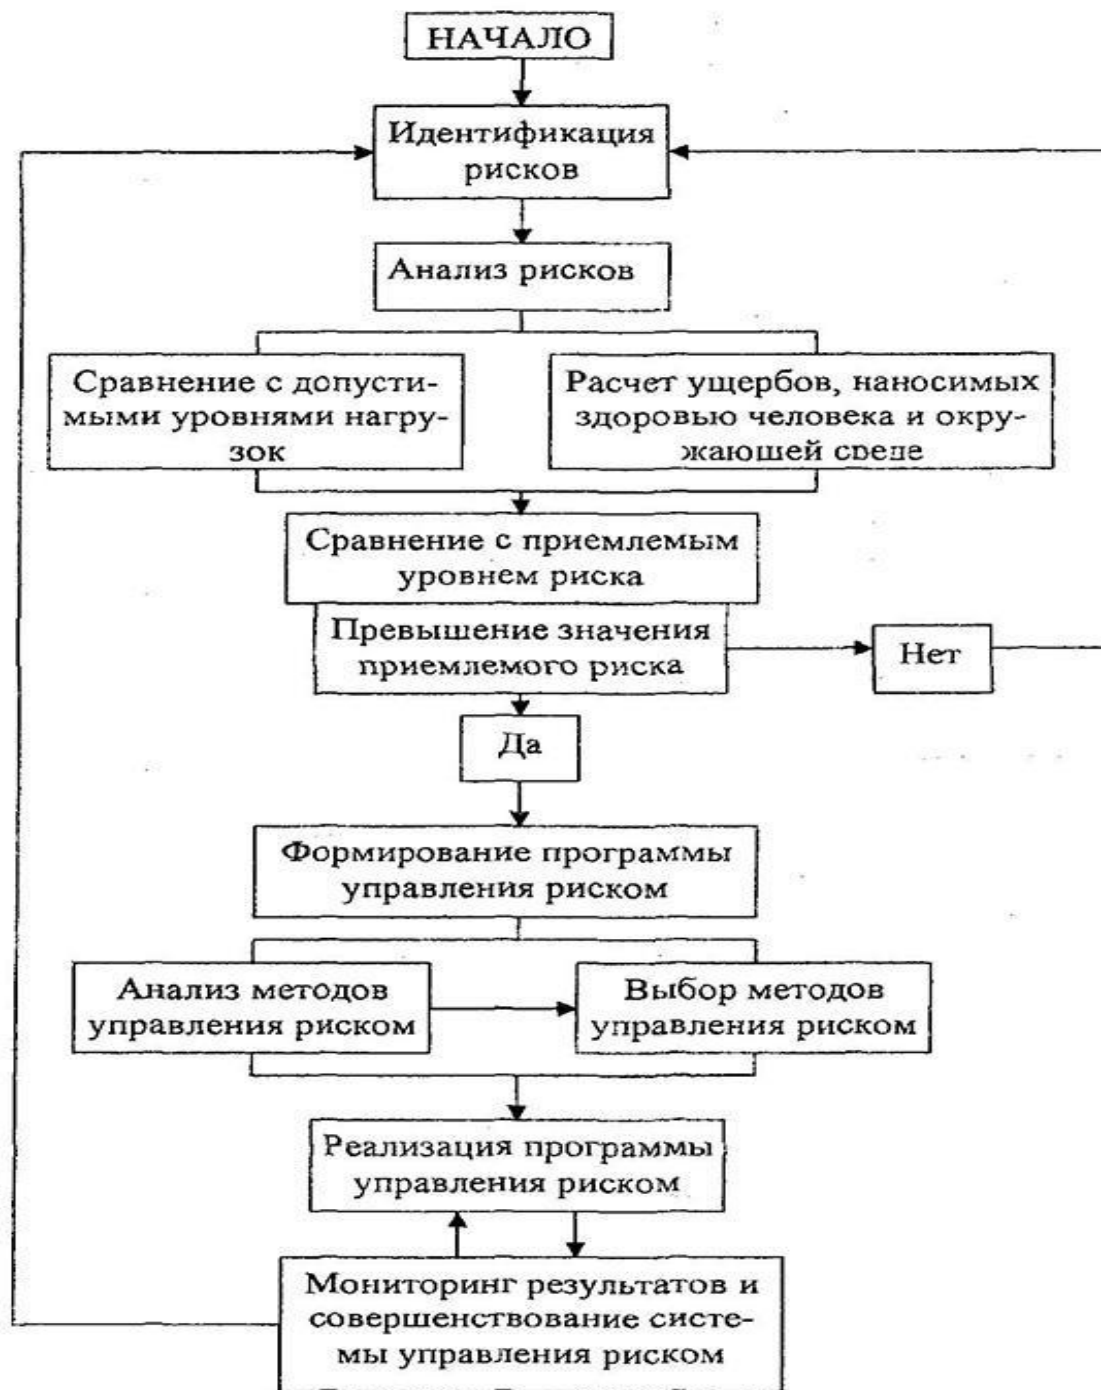 НАЧАЛО
Идентификация
рисков
Анализ рисков
Сравнение с допусти-
мыми уровнями нагру-
зок
Расчет ущербов, наносимых
здоровью человека и окру-
жающей среде
Сравнение с приемлемым
уровнем риска
Превышение значения
приемлемого риска
Нет
Да
Формирование программы
управления риском
Анализ методов
управления риском
Выбор методов
управления риском
Реализация программы
управления риском
Мониторинг результатов и
совершенствование систе-
мы управления риском